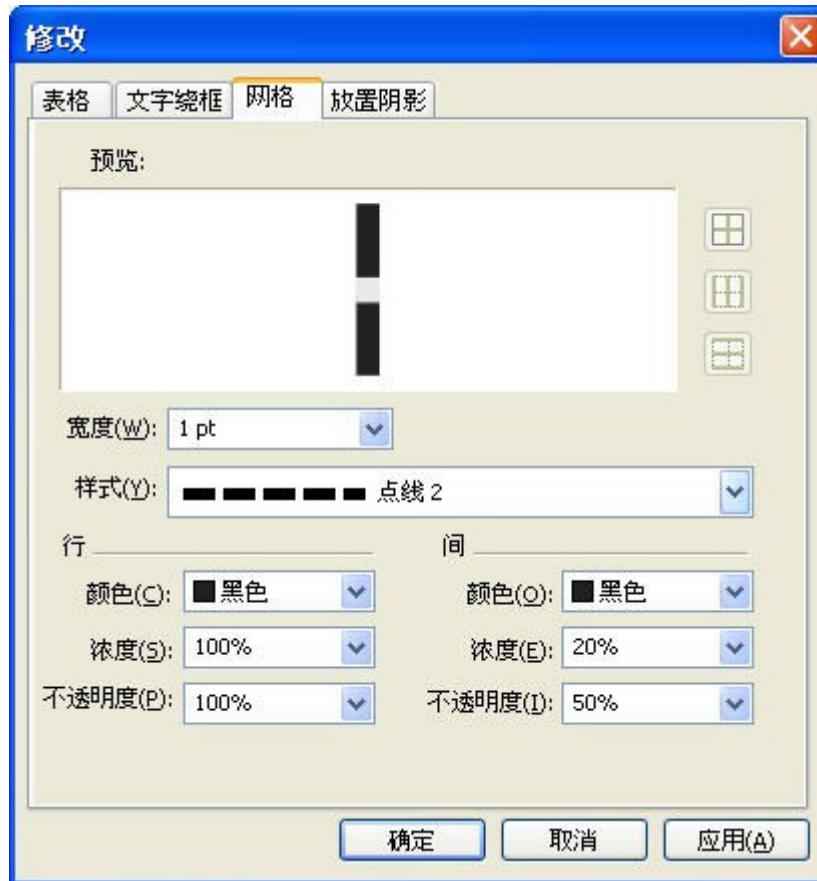 修改
表格 文字绕框 网格 放置阴影
预览:
宽度(W): 1 pt
样式(Y): 点线 2
行 间
颜色(C): 黑色 颜色(O): 黑色
浓度(S): 100% 浓度(E): 20%
不透明度(P): 100% 不透明度(I): 50%
确定 取消 应用(A)